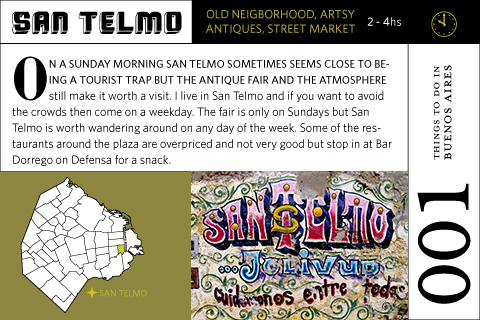 SAN TELMO
OLD NEIGBORHOOD, ARTSY
ANTIQUES, STREET MARKET
2 - 4hs
ON A SUNDAY MORNING SAN TELMO SOMETIMES SEEMS CLOSE TO BE-
ING A TOURIST TRAP BUT THE ANTIQUE FAIR AND THE ATMOSPHERE
still make it worth a visit. I live in San Telmo and if you want to avoid
the crowds then come on a weekday. The fair is only on Sundays but San
Telmo is worth wandering around on any day of the week. Some of the res-
taurants around the plaza are overpriced and not very good but stop in at Bar
Dorrego on Defensa for a snack.
THINGS TO DO IN
BUENOS AIRES
001
SAN TELMO
SANTELMO
...JOLIVUD
Cuidemonos entre todos